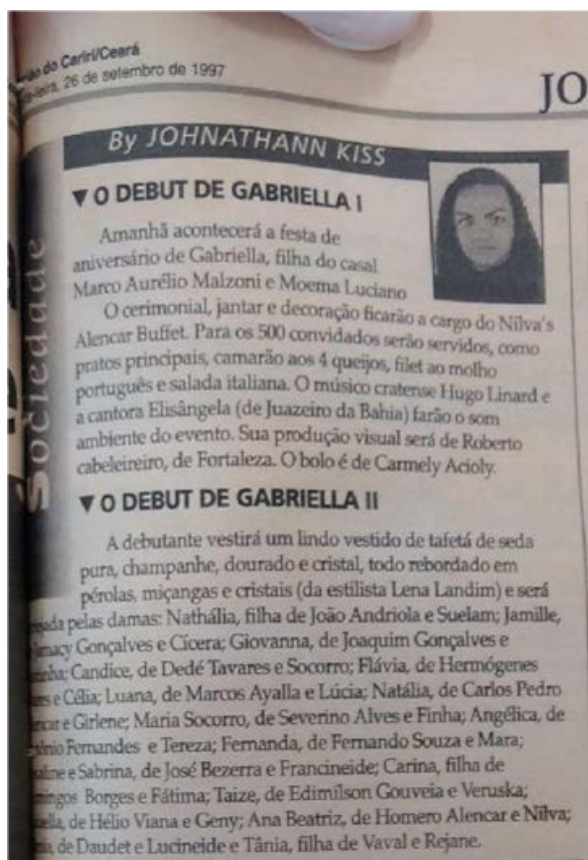 do Cariri/Ceará
26 de setembro de 1997
JO
By JOHNATHANN KISS
Sociedade
▼ O DEBUT DE GABRIELLA I
Amanhã acontecerá a festa de
aniversário de Gabriella, filha do casal
Marco Aurélio Malzoni e Moema Luciano
O cerimonial, jantar e decoração ficarão a cargo do Nilva's
Alencar Buffet. Para os 500 convidados serão servidos, como
pratos principais, camarão aos 4 queijos, filet ao molho
português e salada italiana. O músico cratense Hugo Linard e
a cantora Elisângela (de Juazeiro da Bahia) farão o som
ambiente do evento. Sua produção visual será de Roberto
cabeleireiro, de Fortaleza. O bolo é de Carmely Acioly.
▼ O DEBUT DE GABRIELLA II
A debutante vestirá um lindo vestido de tafetá de seda
pura, champanhe, dourado e cristal, todo rebordado em
pérolas, miçangas e cristais (da estilista Lena Landim) e será
pelas damas: Nathália, filha de João Andriola e Suelam; Jamille,
Gonçalves e Cícera; Giovanna, de Joaquim Gonçalves e
Candice, de Dedé Tavares e Socorro; Flávia, de Hermógenes
e Célia; Luana, de Marcos Ayalla e Lúcia; Natália, de Carlos Pedro
e Girlene; Maria Socorro, de Severino Alves e Finha; Angélica, de
Fernandes e Tereza; Fernanda, de Fernando Souza e Mara;
e Sabrina, de José Bezerra e Francineide; Carina, filha de
Borges e Fátima; Taize, de Edimilson Gouveia e Veruska;
de Hélio Viana e Geny; Ana Beatriz, de Homero Alencar e Nilva;
de Daudet e Lucineide e Tânia, filha de Vaval e Rejane.